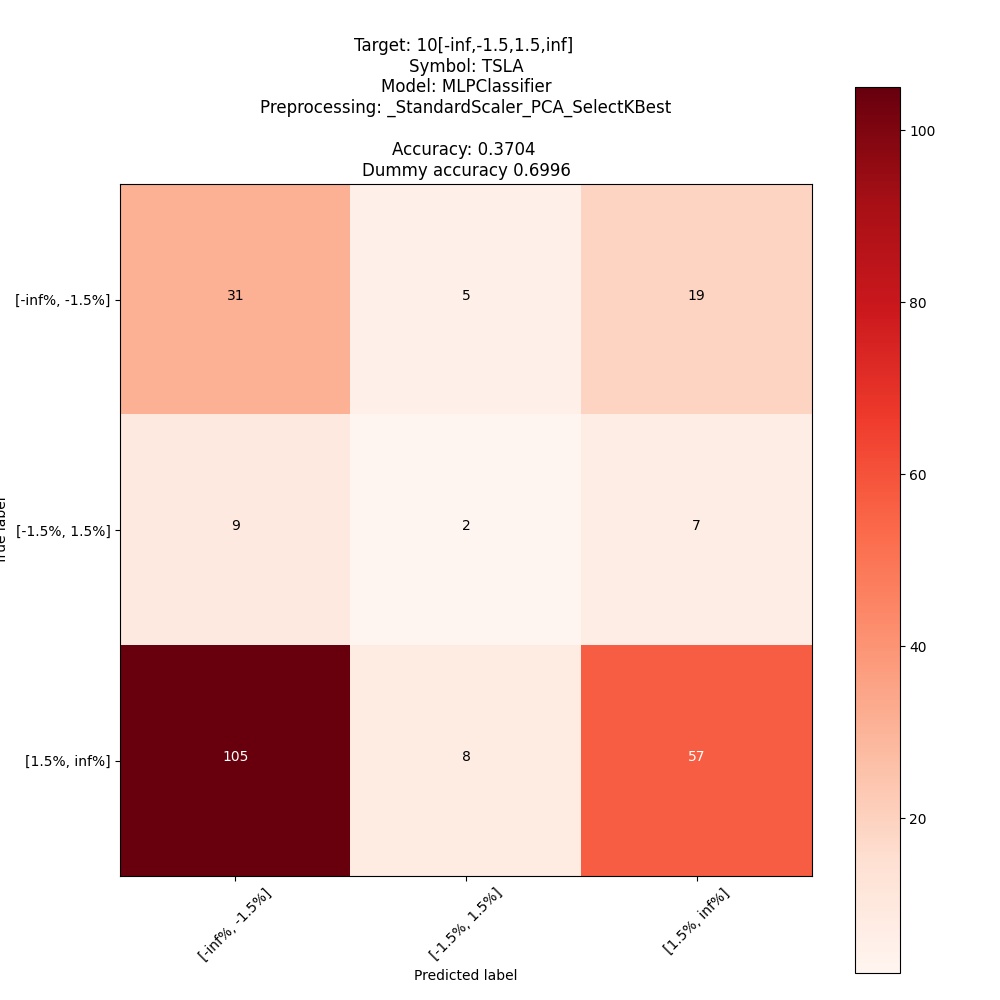 Target: 10[-inf,-1.5,1.5,inf]
Symbol: TSLA
Model: MLPClassifier
Preprocessing: _StandardScaler_PCA_SelectKBest
Accuracy: 0.3704
Dummy accuracy 0.6996
100
80
60
40
20
[-inf%, -1.5%]
31
5
19
[-1.5%, 1.5%]
9
2
7
[1.5%, inf%]
105
8
57
[-inf%, -1.5%]
[-1.5%, 1.5%]
[1.5%, inf%]
Predicted label
label